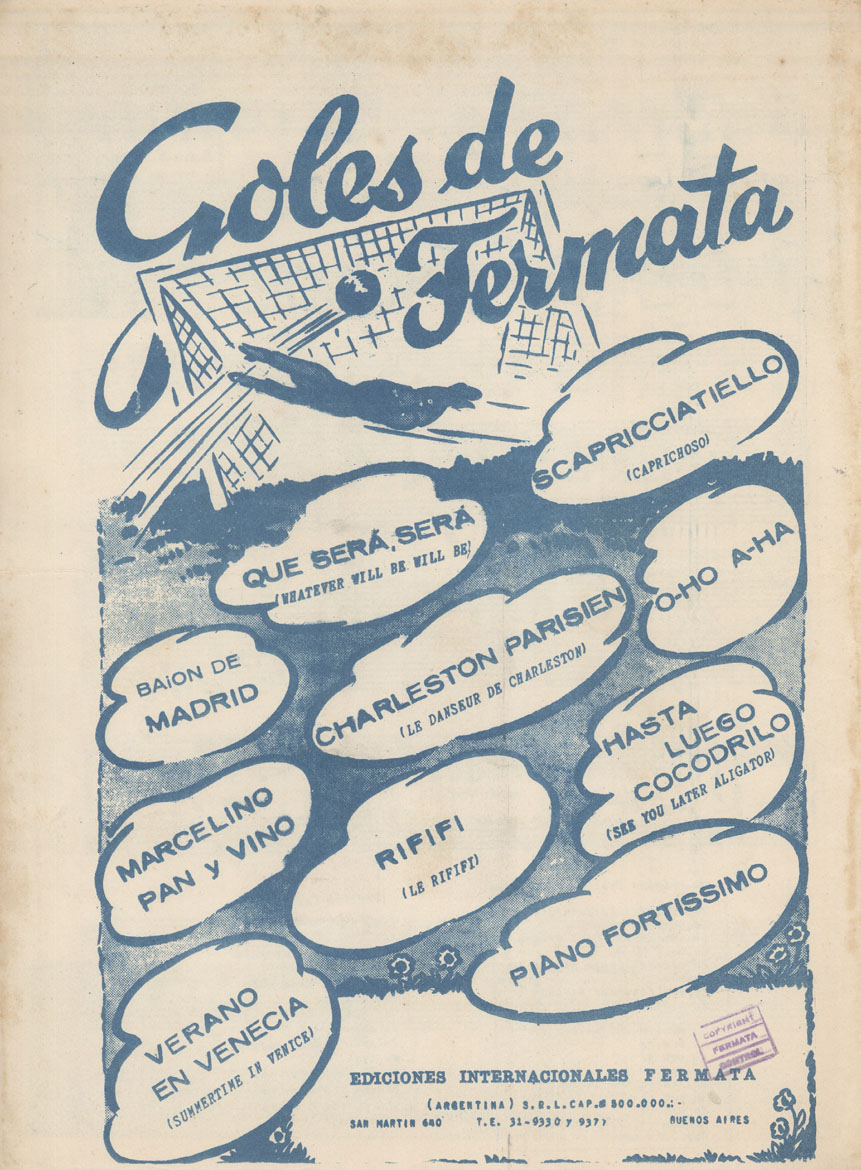 Goles de
Fermata
SCAPRICCIATIELLO
(CAPRICHOSO)
QUE SERÁ, SERÁ
(WHATEVER WILL BE WILL BE)
O-HO A-HA
CHARLESTON PARISIEN
(LE DANSEUR DE CHARLESTON)
BAiON DE
MADRID
HASTA
LUEGO
COCODRILO
(SEE YOU LATER ALIGATOR)
MARCELINO
PAN y VINO
RIFIFI
(LE RIFIFI)
PIANO FORTISSIMO
VERANO
EN VENECIA
(SUMMERTIME IN VENICE)
COPYRIGHT
FERMATA
CONTROL
EDICIONES INTERNACIONALES FERMATA
(ARGENTINA) S.R.L. CAP. $ 500.000.-
SAN MARTIN 640 T.E. 31-9330 y 9377 BUENOS AIRES